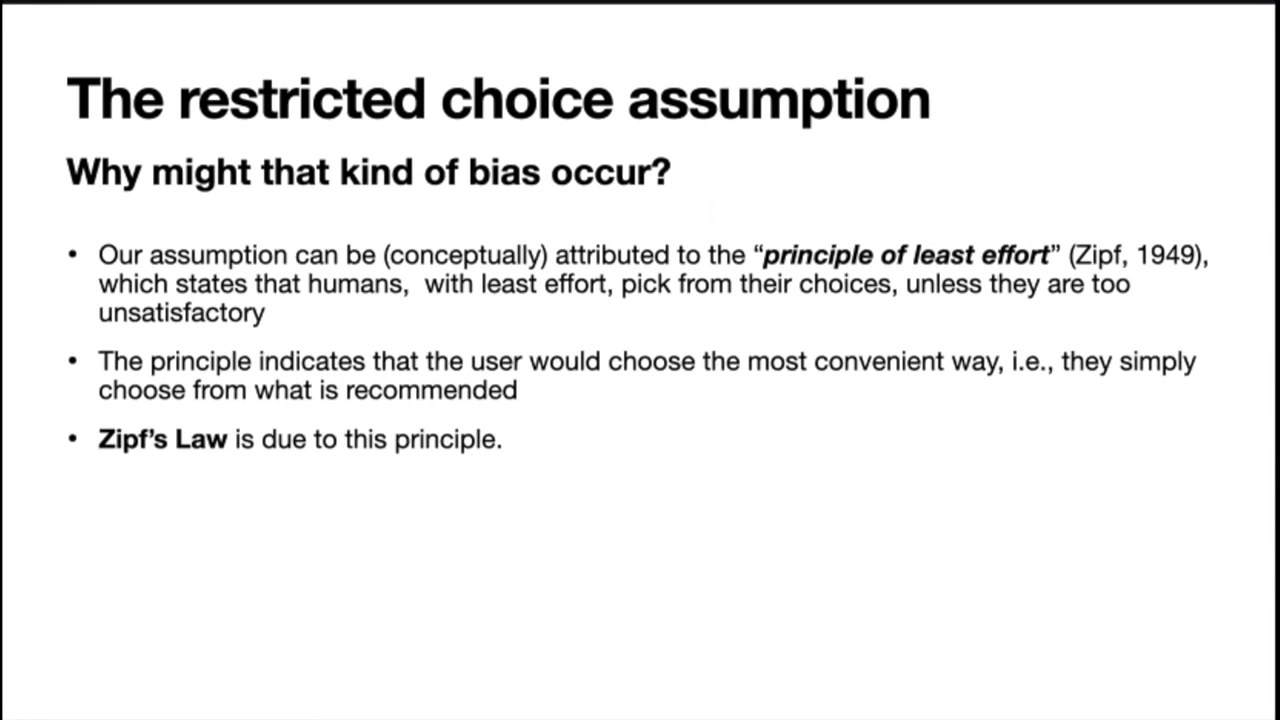 The restricted choice assumption
Why might that kind of bias occur?
• Our assumption can be (conceptually) attributed to the “principle of least effort” (Zipf, 1949),
which states that humans,  with least effort, pick from their choices, unless they are too
unsatisfactory
• The principle indicates that the user would choose the most convenient way, i.e., they simply
choose from what is recommended
• Zipf’s Law is due to this principle.